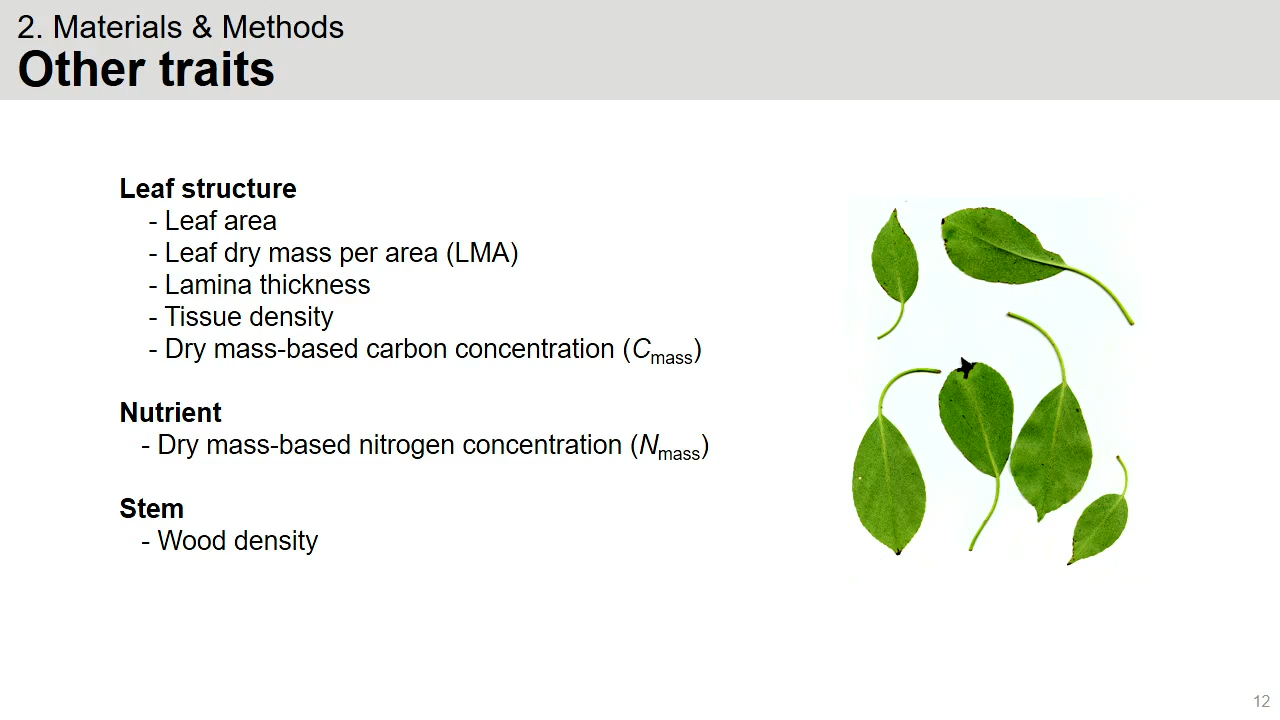 2. Materials & Methods
Other traits
Leaf structure
- Leaf area
- Leaf dry mass per area (LMA)
- Lamina thickness
- Tissue density
- Dry mass-based carbon concentration (Cmass)
Nutrient
- Dry mass-based nitrogen concentration (Nmass)
Stem
- Wood density
12